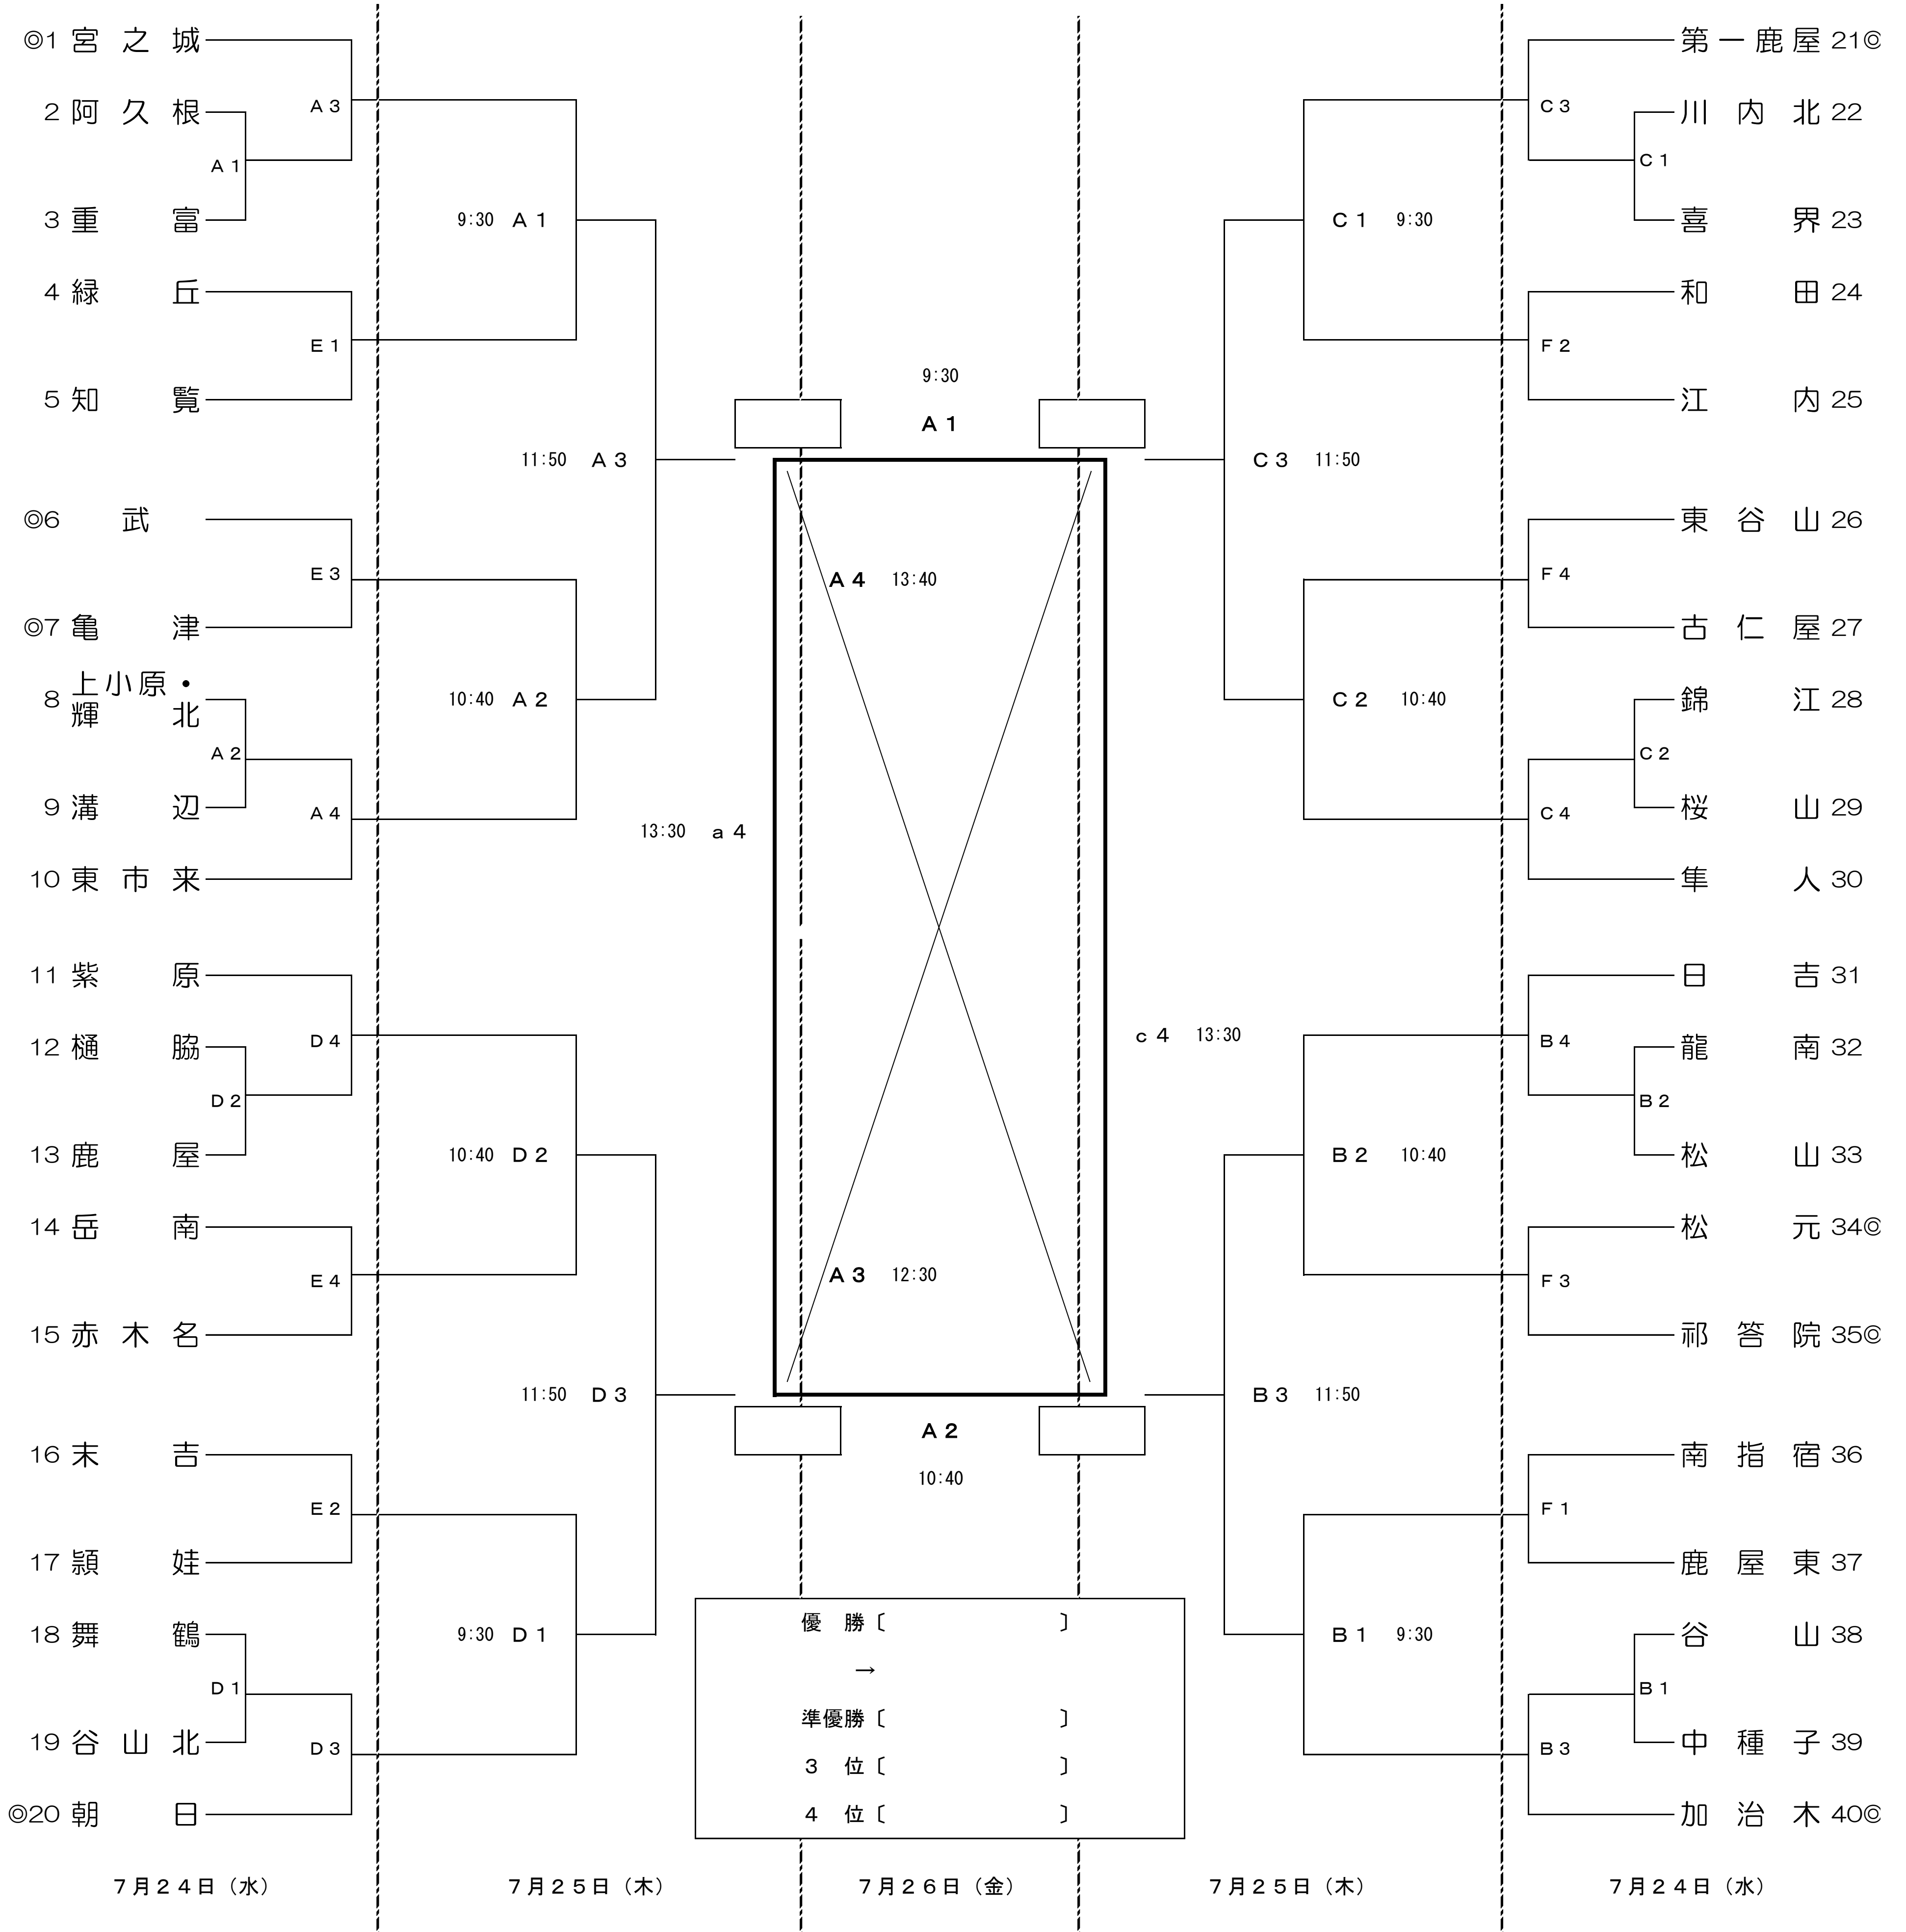 ◎1 宮之城
2 阿久根
3 重富
4 緑丘
5 知覧
◎6 武
◎7 亀津
8 上小原・
輝北
9 溝辺
10 東市来
11 紫原
12 樋脇
13 鹿屋
14 岳南
15 赤木名
16 末吉
17 頴娃
18 舞鶴
19 谷山北
◎20 朝日
A3
A1
E1
E3
A2
A4
D4
D2
E4
E2
D1
D3
9:30 A1
11:50 A3
10:40 A2
13:30 a4
10:40 D2
11:50 D3
9:30 D1
9:30
A1
A4 13:40
A3 12:30
A2
10:40
優勝〔 〕
→
準優勝〔 〕
3位〔 〕
4位〔 〕
C1 9:30
C3 11:50
C2 10:40
c4 13:30
B2 10:40
B3 11:50
B1 9:30
C3
C1
F2
F4
C2
C4
B4
B2
F3
F1
B1
B3
第一鹿屋 21◎
川内北 22
喜界 23
和田 24
江内 25
東谷山 26
古仁屋 27
錦江 28
桜山 29
隼人 30
日吉 31
龍南 32
松山 33
松元 34◎
祁答院 35◎
南指宿 36
鹿屋東 37
谷山 38
中種子 39
加治木 40◎
7月24日(水)
7月25日(木)
7月26日(金)
7月25日(木)
7月24日(水)